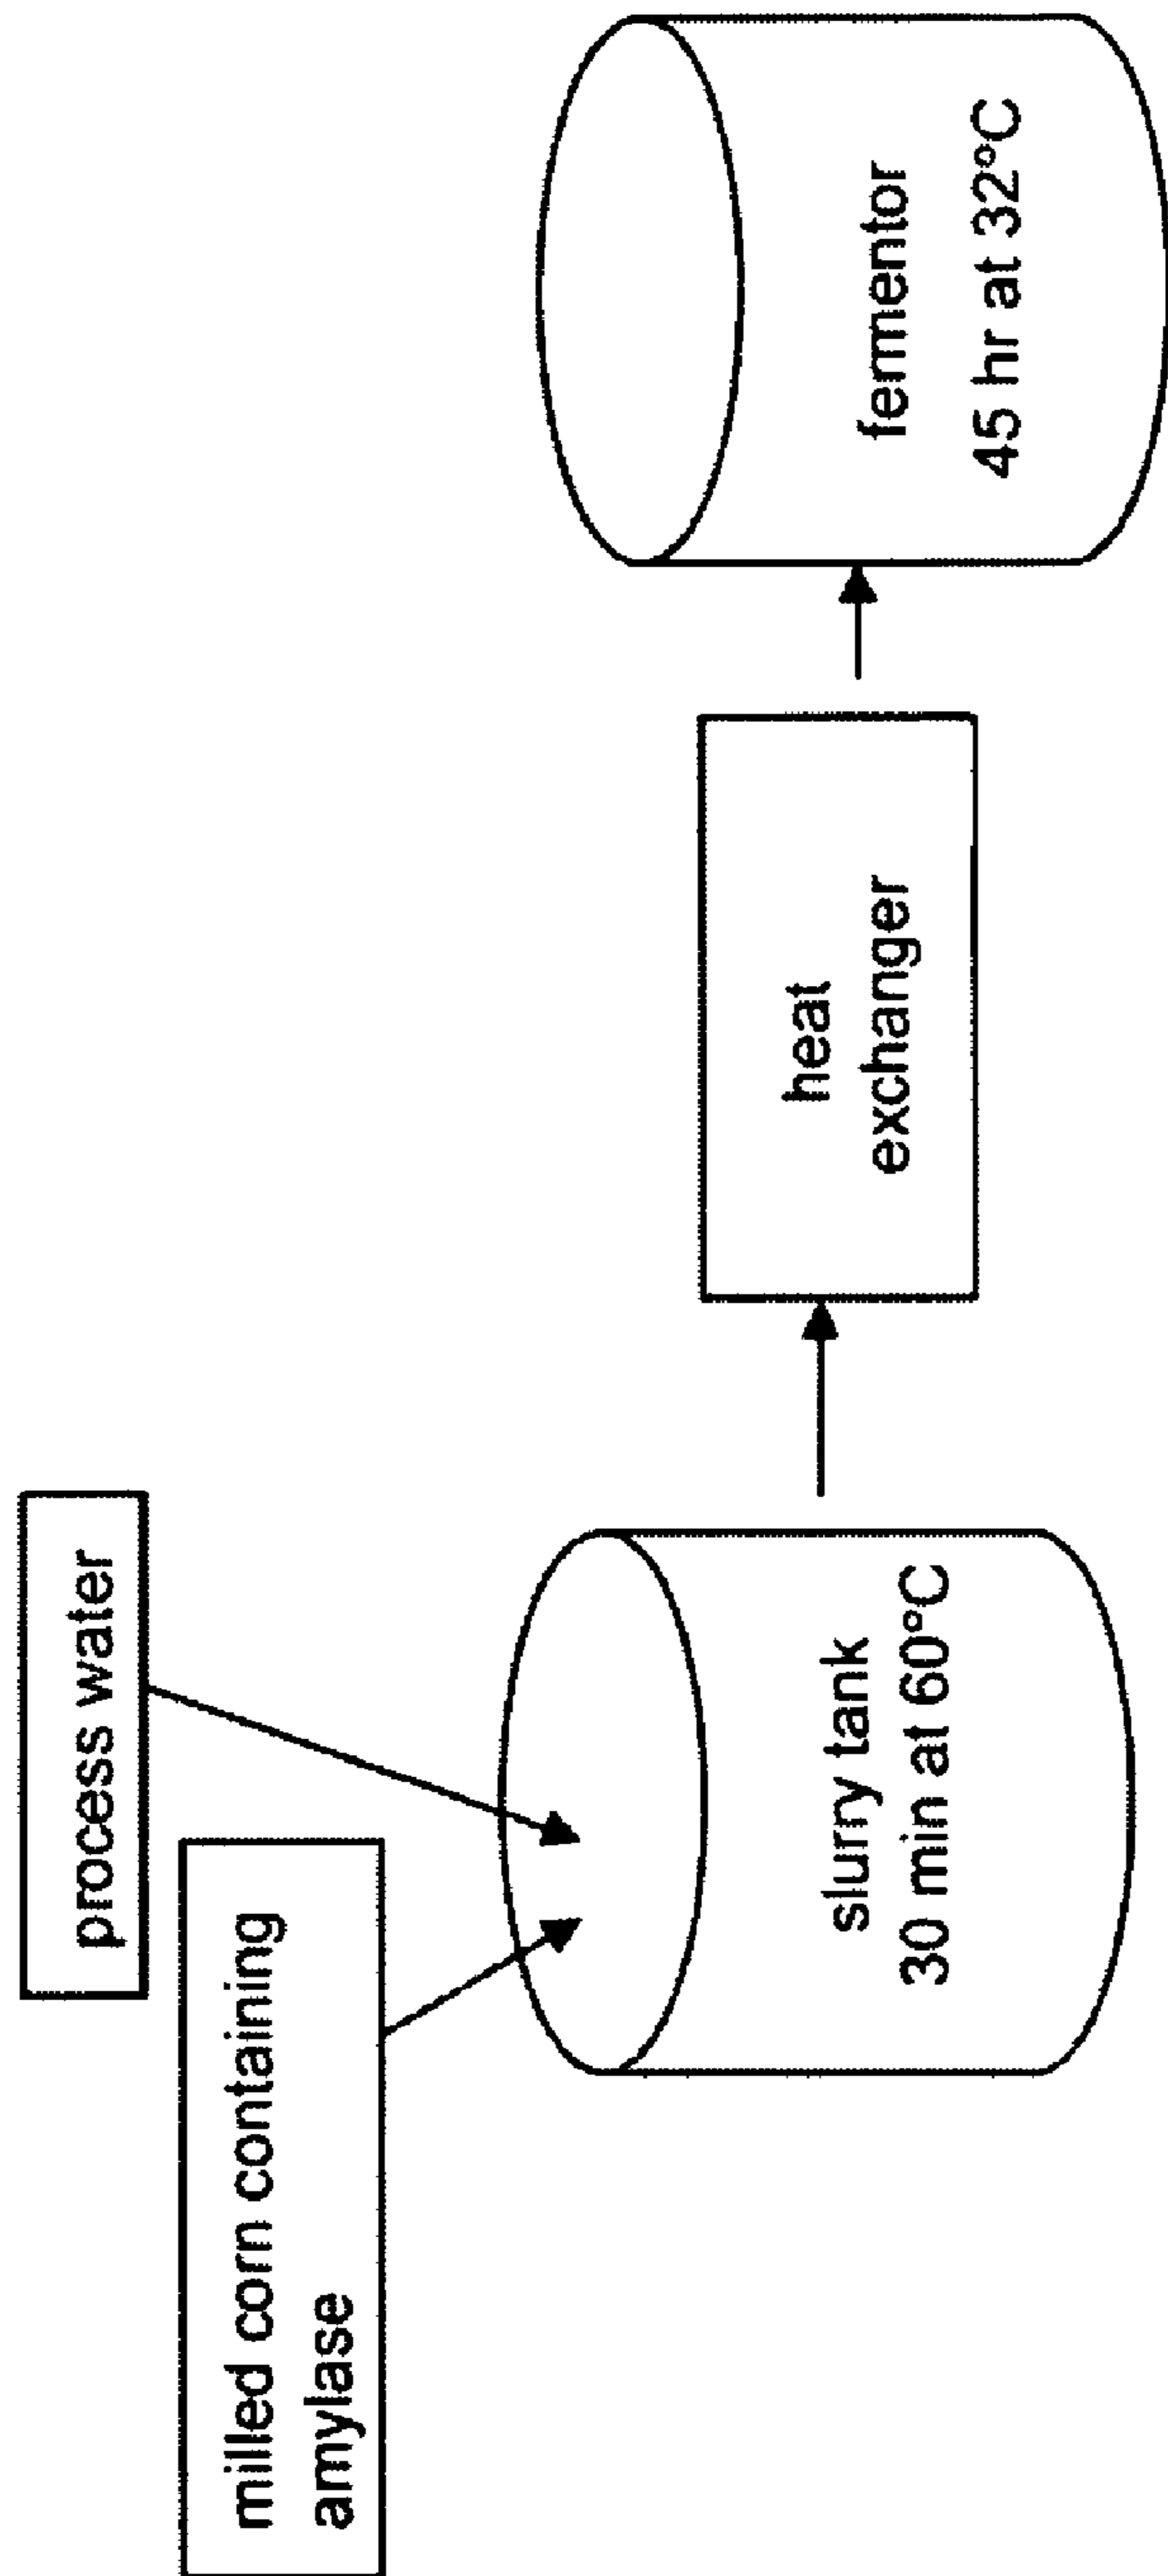 process water
milled corn containing
amylase
slurry tank
30 min at 60°C
heat
exchanger
fermentor
45 hr at 32°C